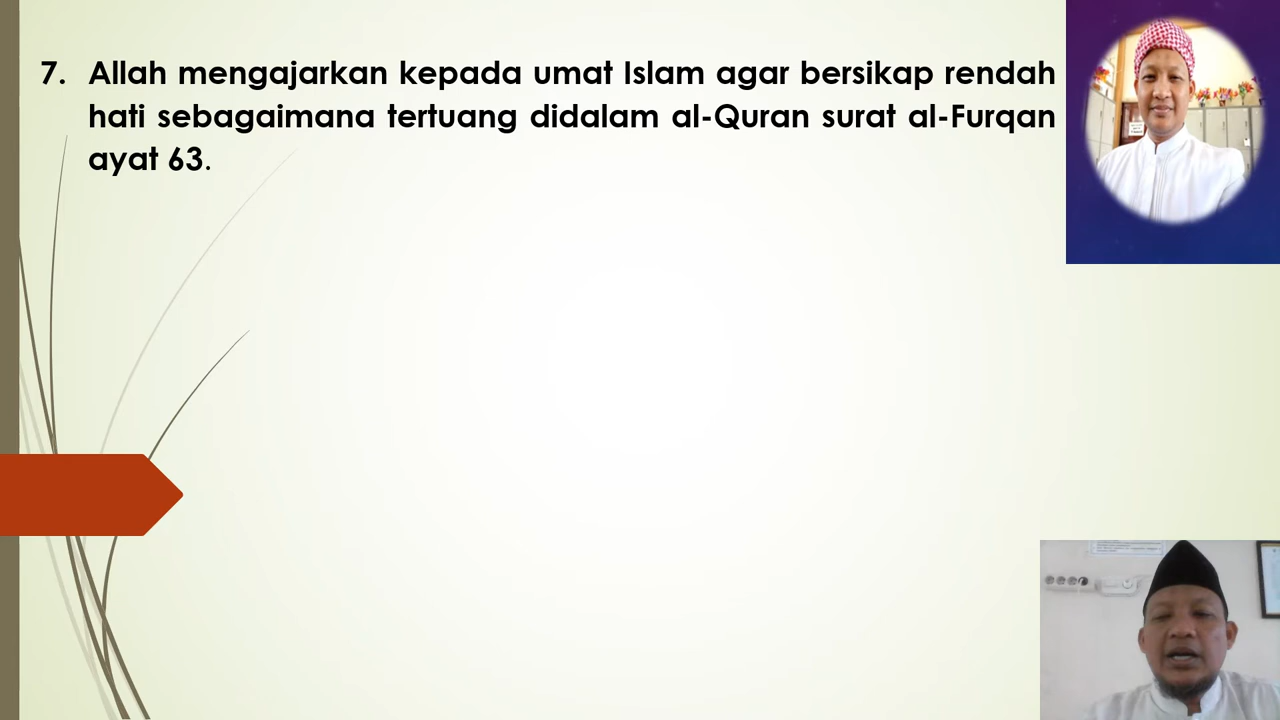 7. Allah mengajarkan kepada umat Islam agar bersikap rendah
hati sebagaimana tertuang didalam al-Quran surat al-Furqan
ayat 63.